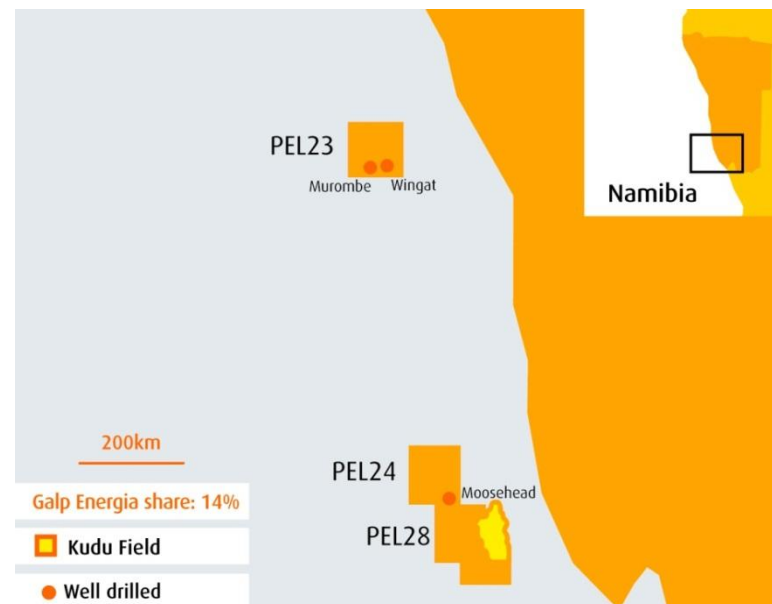 PEL23
Murombe
Wingat
Namibia
200km
PEL24
Moosehead
Galp Energia share: 14%
PEL28
Kudu Field
Well drilled